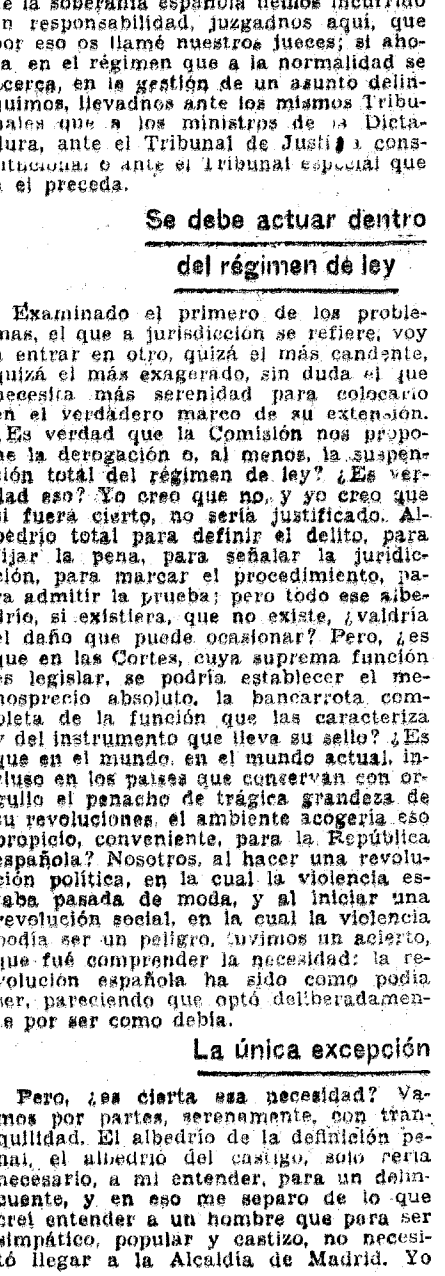 de la soberanía española hemos incurrido
en responsabilidad, juzgadnos aquí, que
por eso os llamé nuestros jueces; si aho-
ra en el régimen que a la normalidad se
acerca, en la gestión de un asunto delin-
quimos, llevadnos ante los mismos Tribu-
nales que a los ministros de la Dicta-
dura, ante el Tribunal de Justicia cons-
titucional o ante el Tribunal especial que
a el preceda.
Se debe actuar dentro
del régimen de ley
Examinado el primero de los proble-
mas, el que a jurisdicción se refiere, voy
a entrar en otro, quizá el más candente,
quizá el más exagerado, sin duda el que
necesita más serenidad para colocarlo
en el verdadero marco de su extensión.
¿Es verdad que la Comisión nos propo-
ne la derogación o, al menos, la suspen-
sión total del régimen de ley? ¿Es ver-
dad eso? Yo creo que no, y yo creo que
si fuera cierto, no sería justificado. Al-
bedrío total para definir el delito, para
fijar la pena, para señalar la juridic-
ción, para marcar el procedimiento, pa-
ra admitir la prueba; pero todo ese albe-
drío, si existiera, que no existe, ¿valdría
el daño que puede ocasionar? Pero, ¿es
que en las Cortes, cuya suprema función
es legislar, se podría establecer el me-
nosprecio absoluto, la bancarrota com-
pleta de la función que las caracteriza
y del instrumento que lleva su sello? ¿Es
que en el mundo, en el mundo actual, in-
cluso en los países que conservan con or-
gullo el penacho de trágica grandeza de
su revoluciones, el ambiente acogería eso
propicio, conveniente, para la República
española? Nosotros, al hacer una revolu-
ción política, en la cual la violencia es-
taba pasada de moda, y al iniciar una
revolución social, en la cual la violencia
podía ser un peligro, tuvimos un acierto,
que fué comprender la necesidad: la re-
volución española ha sido como podía
ser, pareciendo que optó deliberadamen-
te por ser como debía.
La única excepción
Pero, ¿es cierta esa necesidad? Va-
mos por partes, serenamente, con tran-
quilidad. El albedrío de la definición pe-
nal, el albedrío del castigo, solo sería
necesario, a mi entender, para un delin-
cuente, y en eso me separo de lo que
creí entender a un hombre que para ser
simpático, popular y castizo, no necesi-
tó llegar a la Alcaldía de Madrid. Yo